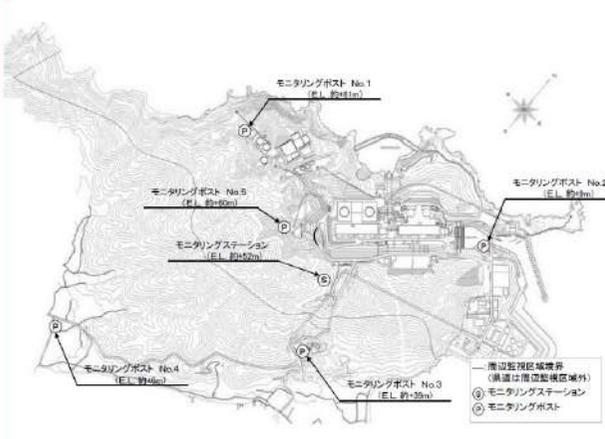 モニタリングポスト No.1
(E.L. 約+61m)
モニタリングポスト No.2
(E.L. 約+9m)
モニタリングポスト No.5
(E.L. 約+60m)
モニタリングステーション
(E.L. 約+52m)
モニタリングポスト No.4
(E.L. 約+46m)
モニタリングポスト No.3
(E.L. 約+39m)
P
P
P
S
P
P
:周辺監視区域境界
(県道は周辺監視区域外)
S:モニタリングステーション
P:モニタリングポスト